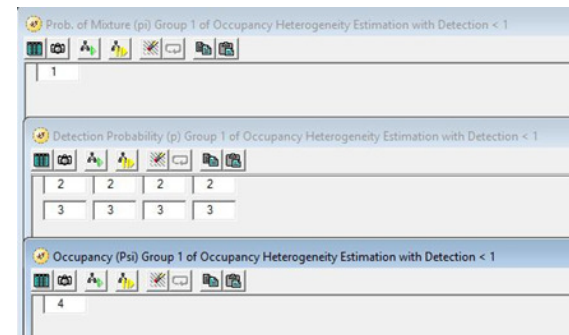 Prob. of Mixture (pi) Group 1 of Occupancy Heterogeneity Estimation with Detection < 1
1
Detection Probability (p) Group 1 of Occupancy Heterogeneity Estimation with Detection < 1
2 2 2 2
3 3 3 3
Occupancy (Psi) Group 1 of Occupancy Heterogeneity Estimation with Detection < 1
4